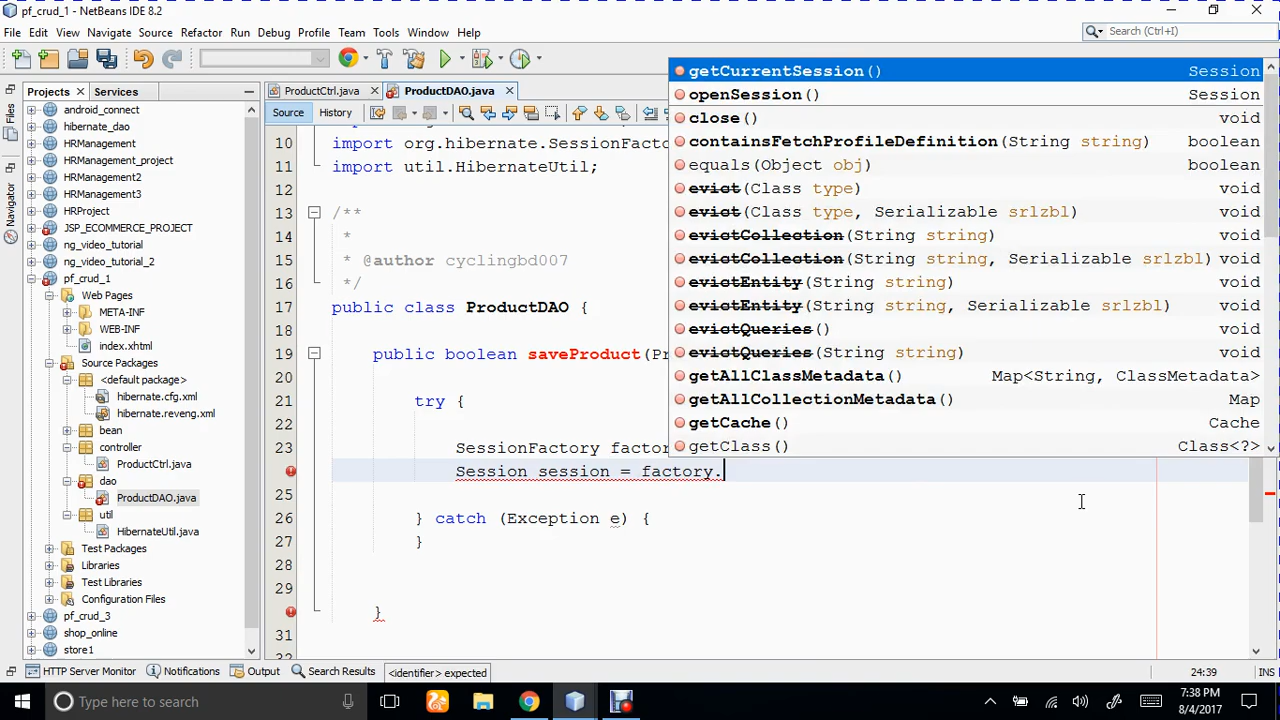 pf_crud_1 - NetBeans IDE 8.2
File Edit View Navigate Source Refactor Run Debug Profile Team Tools Window Help
Search (Ctrl+I)
Projects Services
ProductCtrl.java ProductDAO.java
Source History
Files
Navigator
android_connect
hibernate_dao
HRManagement
HRManagement_project
HRManagement2
HRManagement3
HRProject
JSP_ECOMMERCE_PROJECT
ng_video_tutorial
ng_video_tutorial_2
pf_crud_1
Web Pages
META-INF
WEB-INF
index.xhtml
Source Packages
<default package>
hibernate.cfg.xml
hibernate.reveng.xml
bean
controller
ProductCtrl.java
dao
ProductDAO.java
util
HibernateUtil.java
Test Packages
Libraries
Test Libraries
Configuration Files
pf_crud_3
shop_online
store1
10 import org.hibernate.SessionFac
11 import util.HibernateUtil;
12
13 /**
14 *
15 * @author cyclingbd007
16 */
17 public class ProductDAO {
18
19 public boolean saveProduct(Pr
20
21 try {
22
23 SessionFactory factor
Session session = factory.
25
26 } catch (Exception e) {
27 }
28
29
}
31
getCurrentSession() Session
openSession() Session
close() void
containsFetchProfileDefinition(String string) boolean
equals(Object obj) boolean
evict(Class type) void
evict(Class type, Serializable srlzbl) void
evictCollection(String string) void
evictCollection(String string, Serializable srlzbl) void
evictEntity(String string) void
evictEntity(String string, Serializable srlzbl) void
evictQueries() void
evictQueries(String string) void
getAllClassMetadata() Map<String, ClassMetadata>
getAllCollectionMetadata() Map
getCache() Cache
getClass() Class<?>
HTTP Server Monitor Notifications Output Search Results <identifier> expected 24:39 INS
Type here to search
7:38 PM
8/4/2017